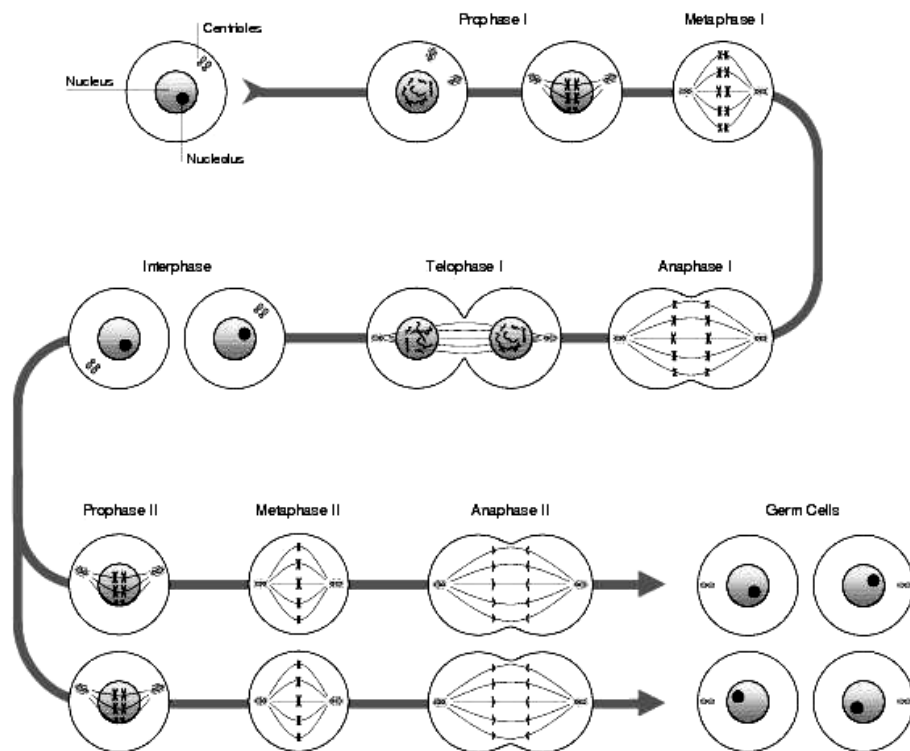 Centrioles
Prophase I
Metaphase I
Nucleus
Nucleolus
Interphase
Telophase I
Anaphase I
Prophase II
Metaphase II
Anaphase II
Germ Cells